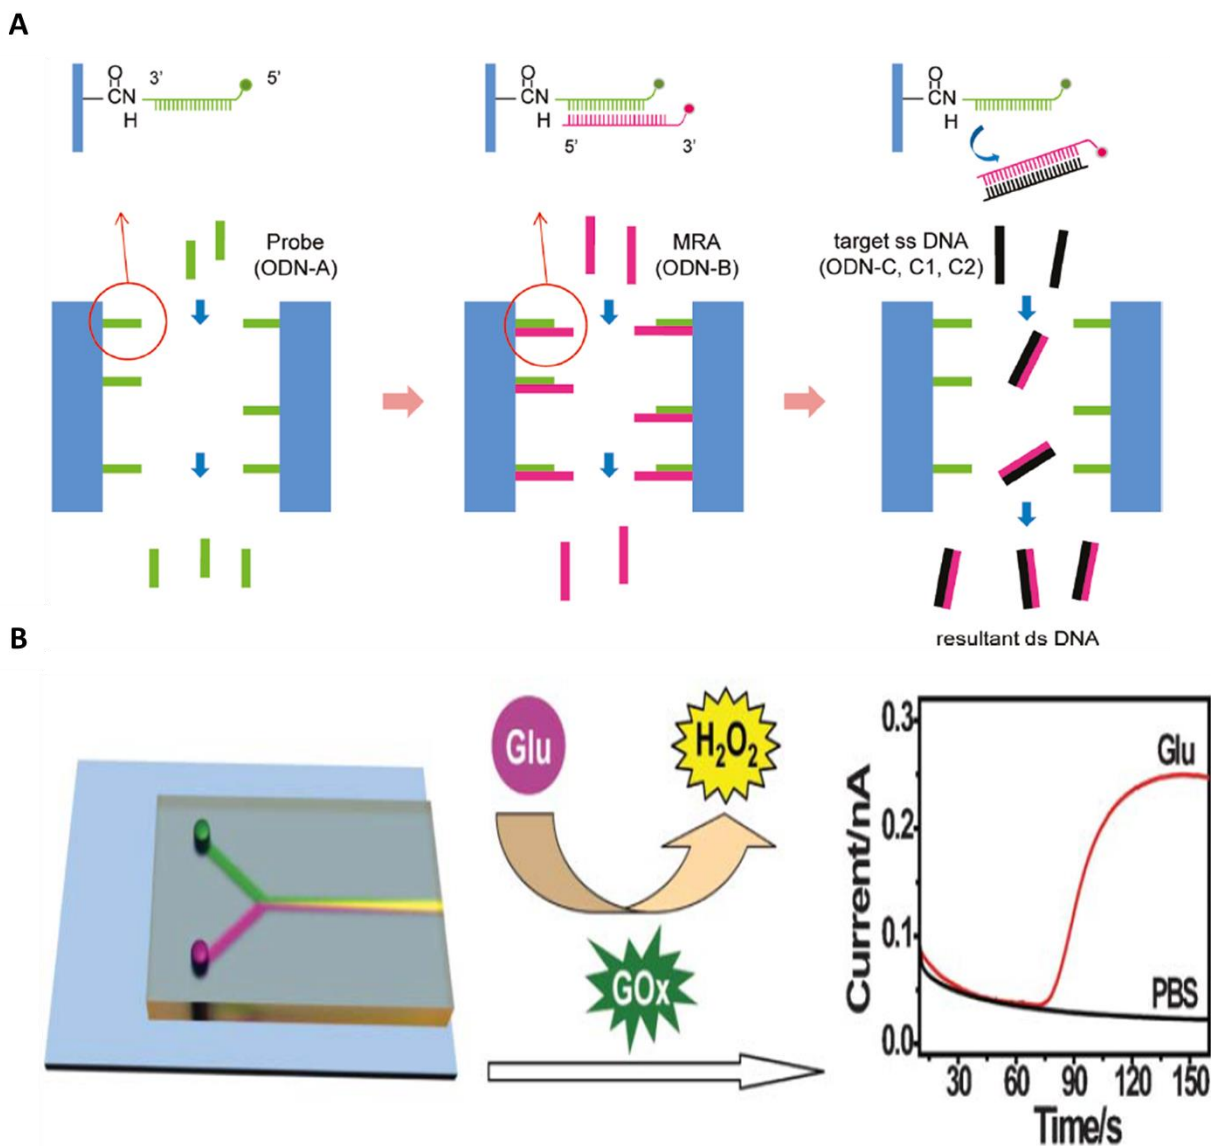 A
O
CN
H
3’
5’
O
CN
H
5’
3’
O
CN
H
Probe
(ODN-A)
MRA
(ODN-B)
target ss DNA
(ODN-C, C1, C2)
resultant ds DNA
B
Glu
H₂O₂
GOx
Current/nA
0.3
0.2
0.1
0.0
Glu
PBS
30 60 90 120 150
Time/s